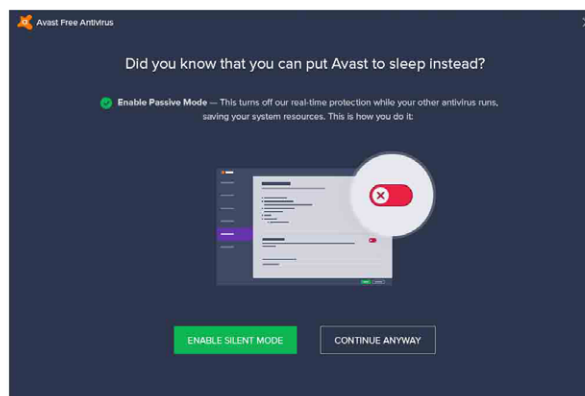 Avast Free Antivirus
Did you know that you can put Avast to sleep instead?
Enable Passive Mode — This turns off our real-time protection while your other antivirus runs,
saving your system resources. This is how you do it:
ENABLE SILENT MODE
CONTINUE ANYWAY